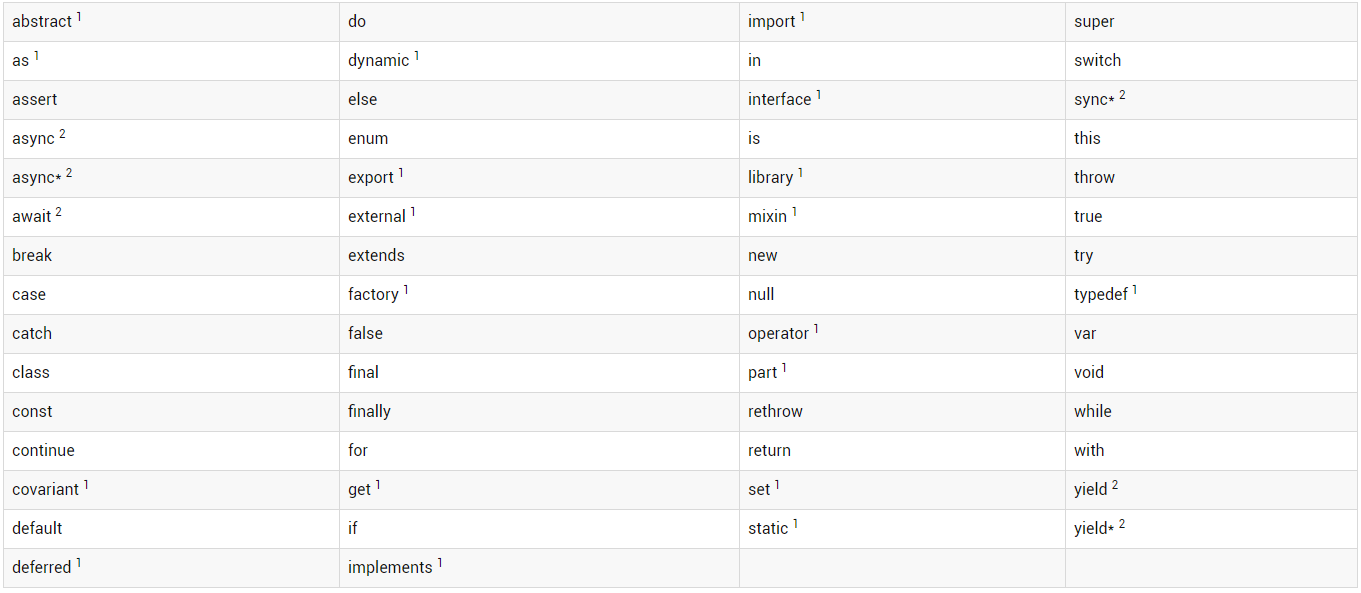 abstract 1 do import 1 super
as 1 dynamic 1 in switch
assert else interface 1 sync* 2
async 2 enum is this
async* 2 export 1 library 1 throw
await 2 external 1 mixin 1 true
break extends new try
case factory 1 null typedef 1
catch false operator 1 var
class final part 1 void
const finally rethrow while
continue for return with
covariant 1 get 1 set 1 yield 2
default if static 1 yield* 2
deferred 1 implements 1